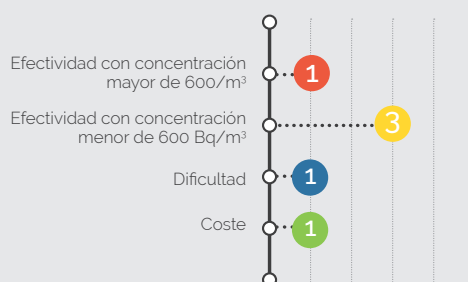 Efectividad con concentración
mayor de 600/m³
1
Efectividad con concentración
menor de 600 Bq/m³
3
Dificultad
1
Coste
1